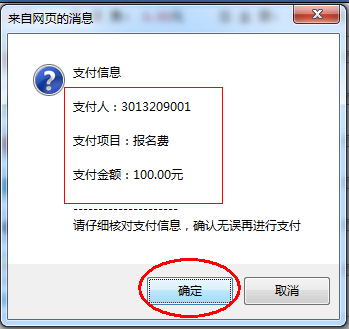 来自网页的消息
支付信息
支付人：3013209001
支付项目：报名费
支付金额：100.00元
---------------------
请仔细核对支付信息，确认无误再进行支付
确定
取消